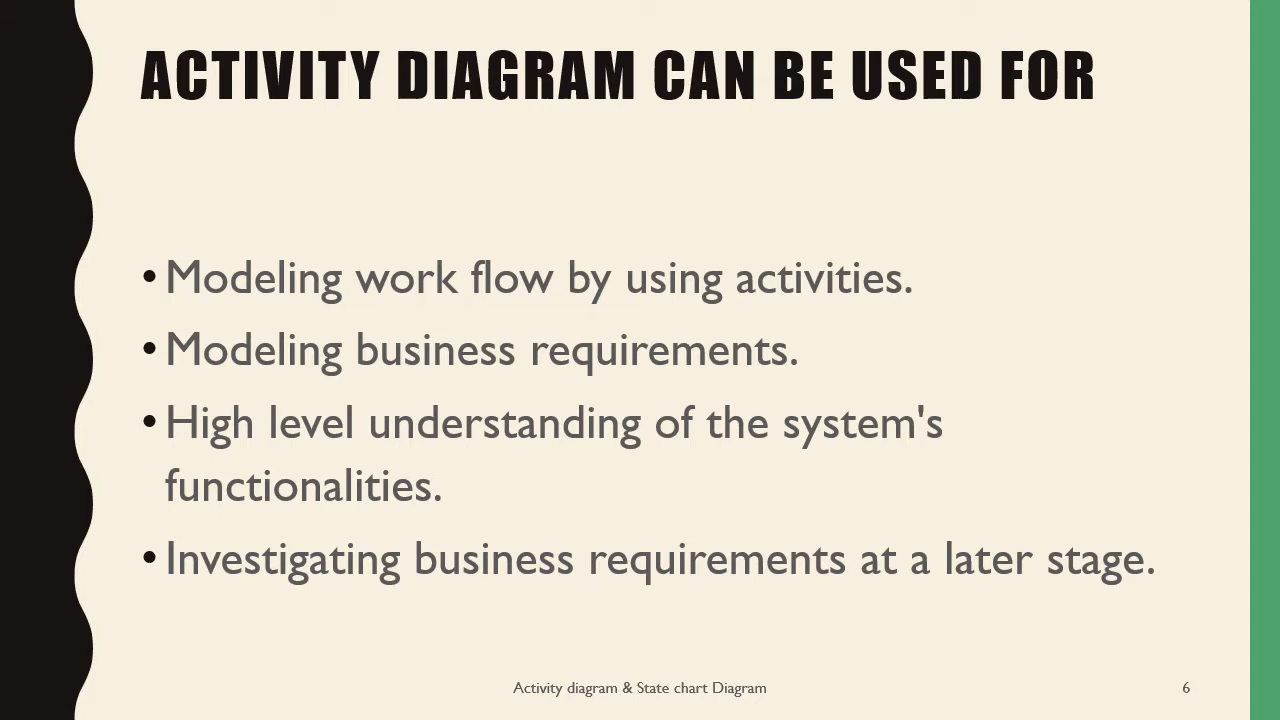 ACTIVITY DIAGRAM CAN BE USED FOR
• Modeling work flow by using activities.
• Modeling business requirements.
• High level understanding of the system's
functionalities.
• Investigating business requirements at a later stage.
Activity diagram & State chart Diagram
6